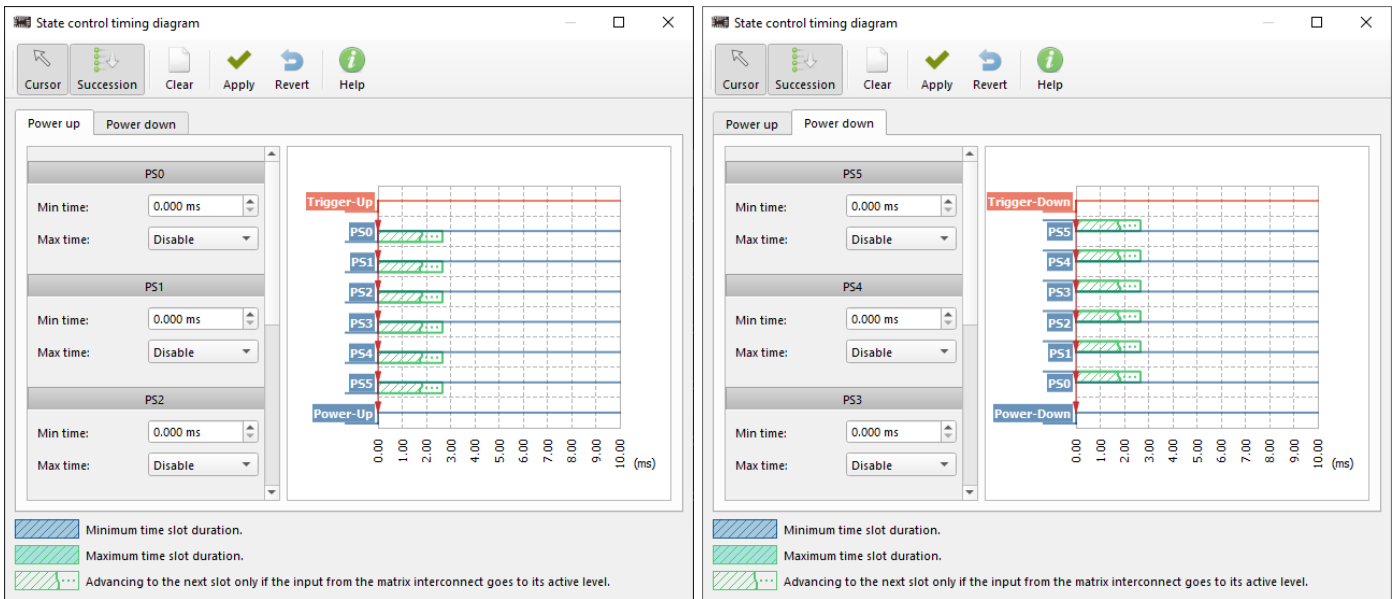 State control timing diagram
Cursor Succession Clear Apply Revert Help
Power up Power down
PS0
Min time: 0.000 ms
Max time: Disable
PS1
Min time: 0.000 ms
Max time: Disable
PS2
Min time: 0.000 ms
Max time: Disable
Trigger-Up
PS0
PS1
PS2
PS3
PS4
PS5
Power-Up
0.00 1.00 2.00 3.00 4.00 5.00 6.00 7.00 8.00 9.00 10.00 (ms)
Minimum time slot duration.
Maximum time slot duration.
Advancing to the next slot only if the input from the matrix interconnect goes to its active level.
State control timing diagram
Cursor Succession Clear Apply Revert Help
Power up Power down
PS5
Min time: 0.000 ms
Max time: Disable
PS4
Min time: 0.000 ms
Max time: Disable
PS3
Min time: 0.000 ms
Max time: Disable
Trigger-Down
PS5
PS4
PS3
PS2
PS1
PS0
Power-Down
0.00 1.00 2.00 3.00 4.00 5.00 6.00 7.00 8.00 9.00 10.00 (ms)
Minimum time slot duration.
Maximum time slot duration.
Advancing to the next slot only if the input from the matrix interconnect goes to its active level.